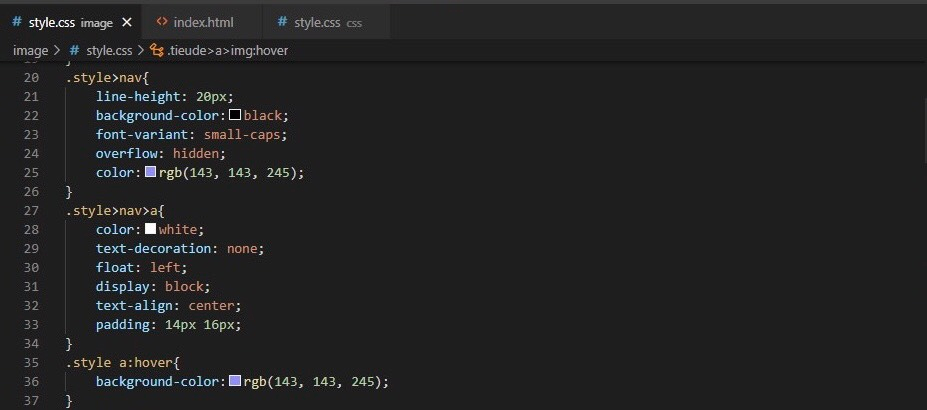 style.css image
index.html
style.css css
image > style.css > .tieude>a>img:hover
19 }
20 .style>nav{
21     line-height: 20px;
22     background-color: black;
23     font-variant: small-caps;
24     overflow: hidden;
25     color: rgb(143, 143, 245);
26 }
27 .style>nav>a{
28     color: white;
29     text-decoration: none;
30     float: left;
31     display: block;
32     text-align: center;
33     padding: 14px 16px;
34 }
35 .style a:hover{
36     background-color: rgb(143, 143, 245);
37 }